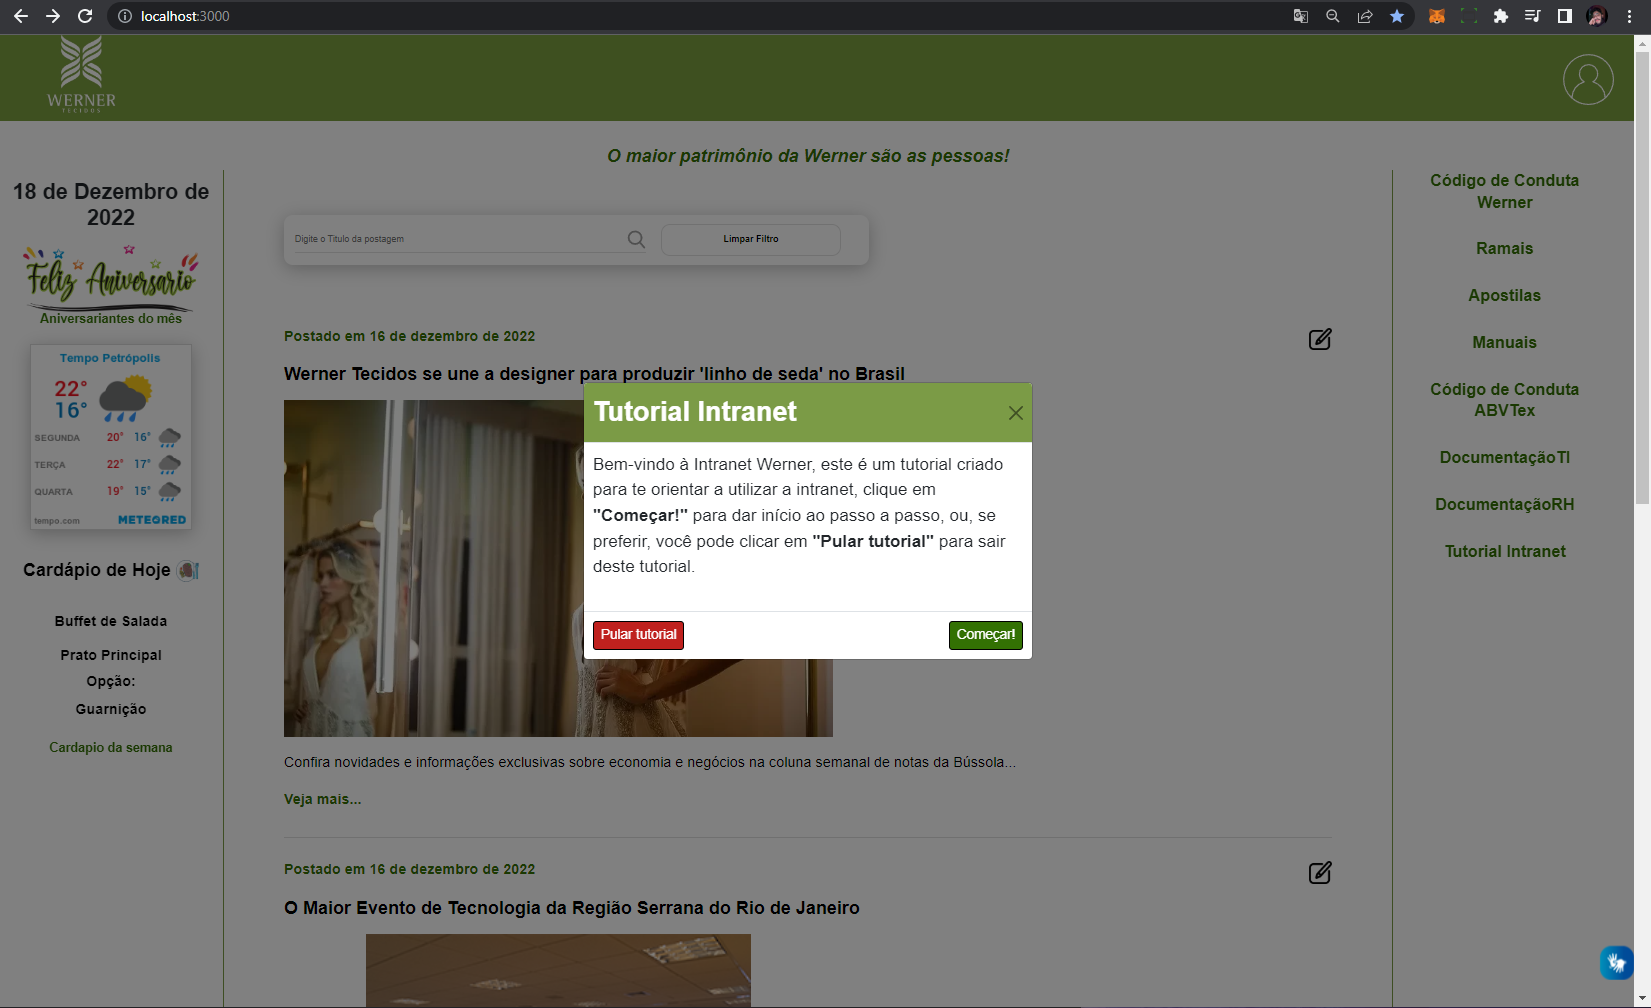 localhost:3000
WERNER
TECIDOS
O maior patrimônio da Werner são as pessoas!
18 de Dezembro de
2022
Feliz Aniversario
Aniversariantes do mês
Tempo Petrópolis
22°
16°
SEGUNDA 20° 16°
TERÇA 22° 17°
QUARTA 19° 15°
tempo.com METEORED
Cardápio de Hoje
Buffet de Salada
Prato Principal
Opção:
Guarnição
Cardapio da semana
Digite o Titulo da postagem
Limpar Filtro
Postado em 16 de dezembro de 2022
Werner Tecidos se une a designer para produzir 'linho de seda' no Brasil
Tutorial Intranet
Bem-vindo à Intranet Werner, este é um tutorial criado
para te orientar a utilizar a intranet, clique em
"Começar!" para dar início ao passo a passo, ou, se
preferir, você pode clicar em "Pular tutorial" para sair
deste tutorial.
Pular tutorial
Começar!
Confira novidades e informações exclusivas sobre economia e negócios na coluna semanal de notas da Bússola...
Veja mais...
Postado em 16 de dezembro de 2022
O Maior Evento de Tecnologia da Região Serrana do Rio de Janeiro
Código de Conduta
Werner
Ramais
Apostilas
Manuais
Código de Conduta
ABVTex
DocumentaçãoTI
DocumentaçãoRH
Tutorial Intranet